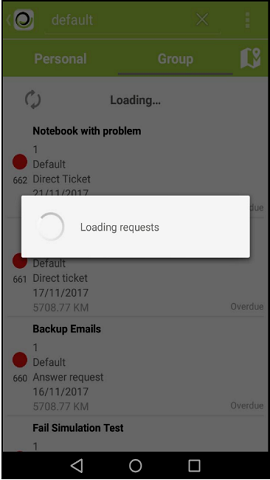 default
Personal
Group
Loading...
Notebook with problem
1
Default
662 Direct Ticket
21/11/2017
due
Loading requests
Default
661 Direct ticket
17/11/2017
5708.77 KM
Overdue
Backup Emails
1
Default
660 Answer request
16/11/2017
5708.77 KM
Overdue
Fail Simulation Test
1